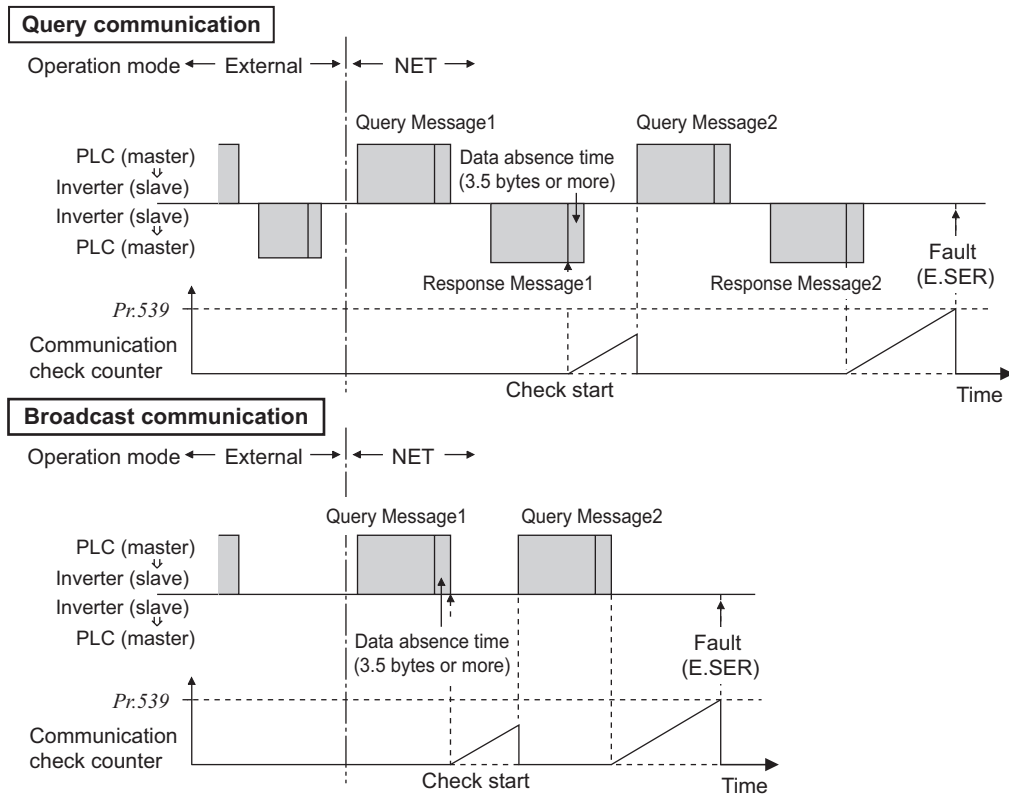 Query communication
Operation mode External NET
Query Message1 Query Message2
PLC (master)
Inverter (slave)
Inverter (slave)
PLC (master)
Data absence time
(3.5 bytes or more)
Response Message1 Response Message2
Fault
(E.SER)
Pr.539
Communication
check counter
Check start
Time
Broadcast communication
Operation mode External NET
Query Message1 Query Message2
PLC (master)
Inverter (slave)
Inverter (slave)
PLC (master)
Data absence time
(3.5 bytes or more)
Fault
(E.SER)
Pr.539
Communication
check counter
Check start
Time